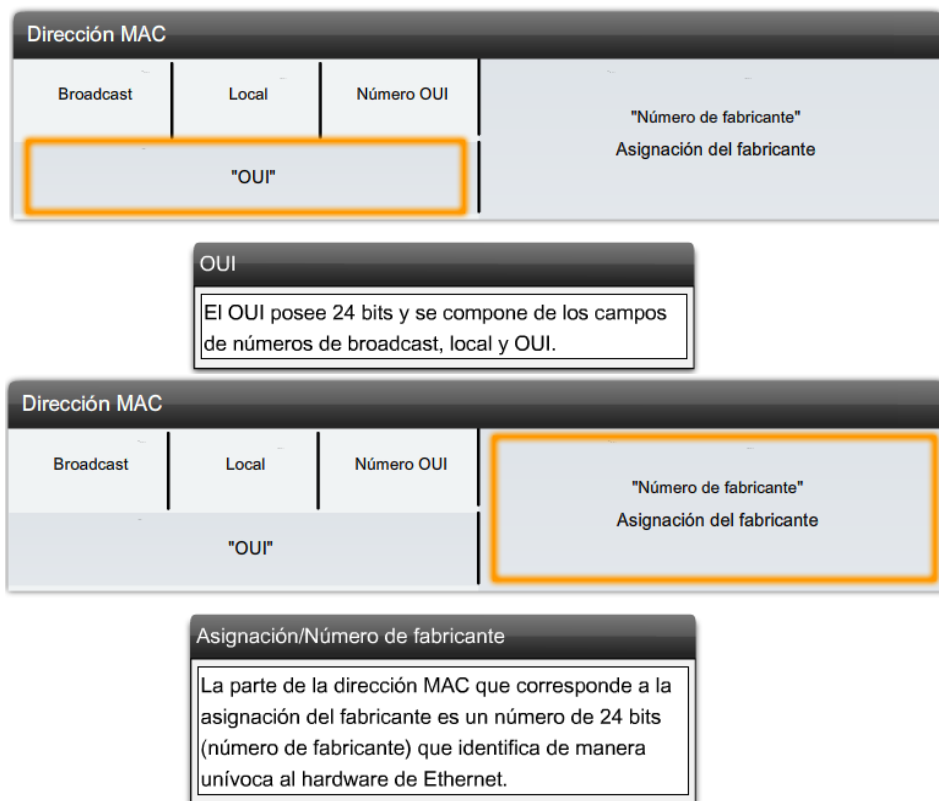 Dirección MAC
Broadcast
Local
Número OUI
"Número de fabricante"
Asignación del fabricante
"OUI"
OUI
El OUI posee 24 bits y se compone de los campos
de números de broadcast, local y OUI.
Dirección MAC
Broadcast
Local
Número OUI
"Número de fabricante"
Asignación del fabricante
"OUI"
Asignación/Número de fabricante
La parte de la dirección MAC que corresponde a la
asignación del fabricante es un número de 24 bits
(número de fabricante) que identifica de manera
unívoca al hardware de Ethernet.